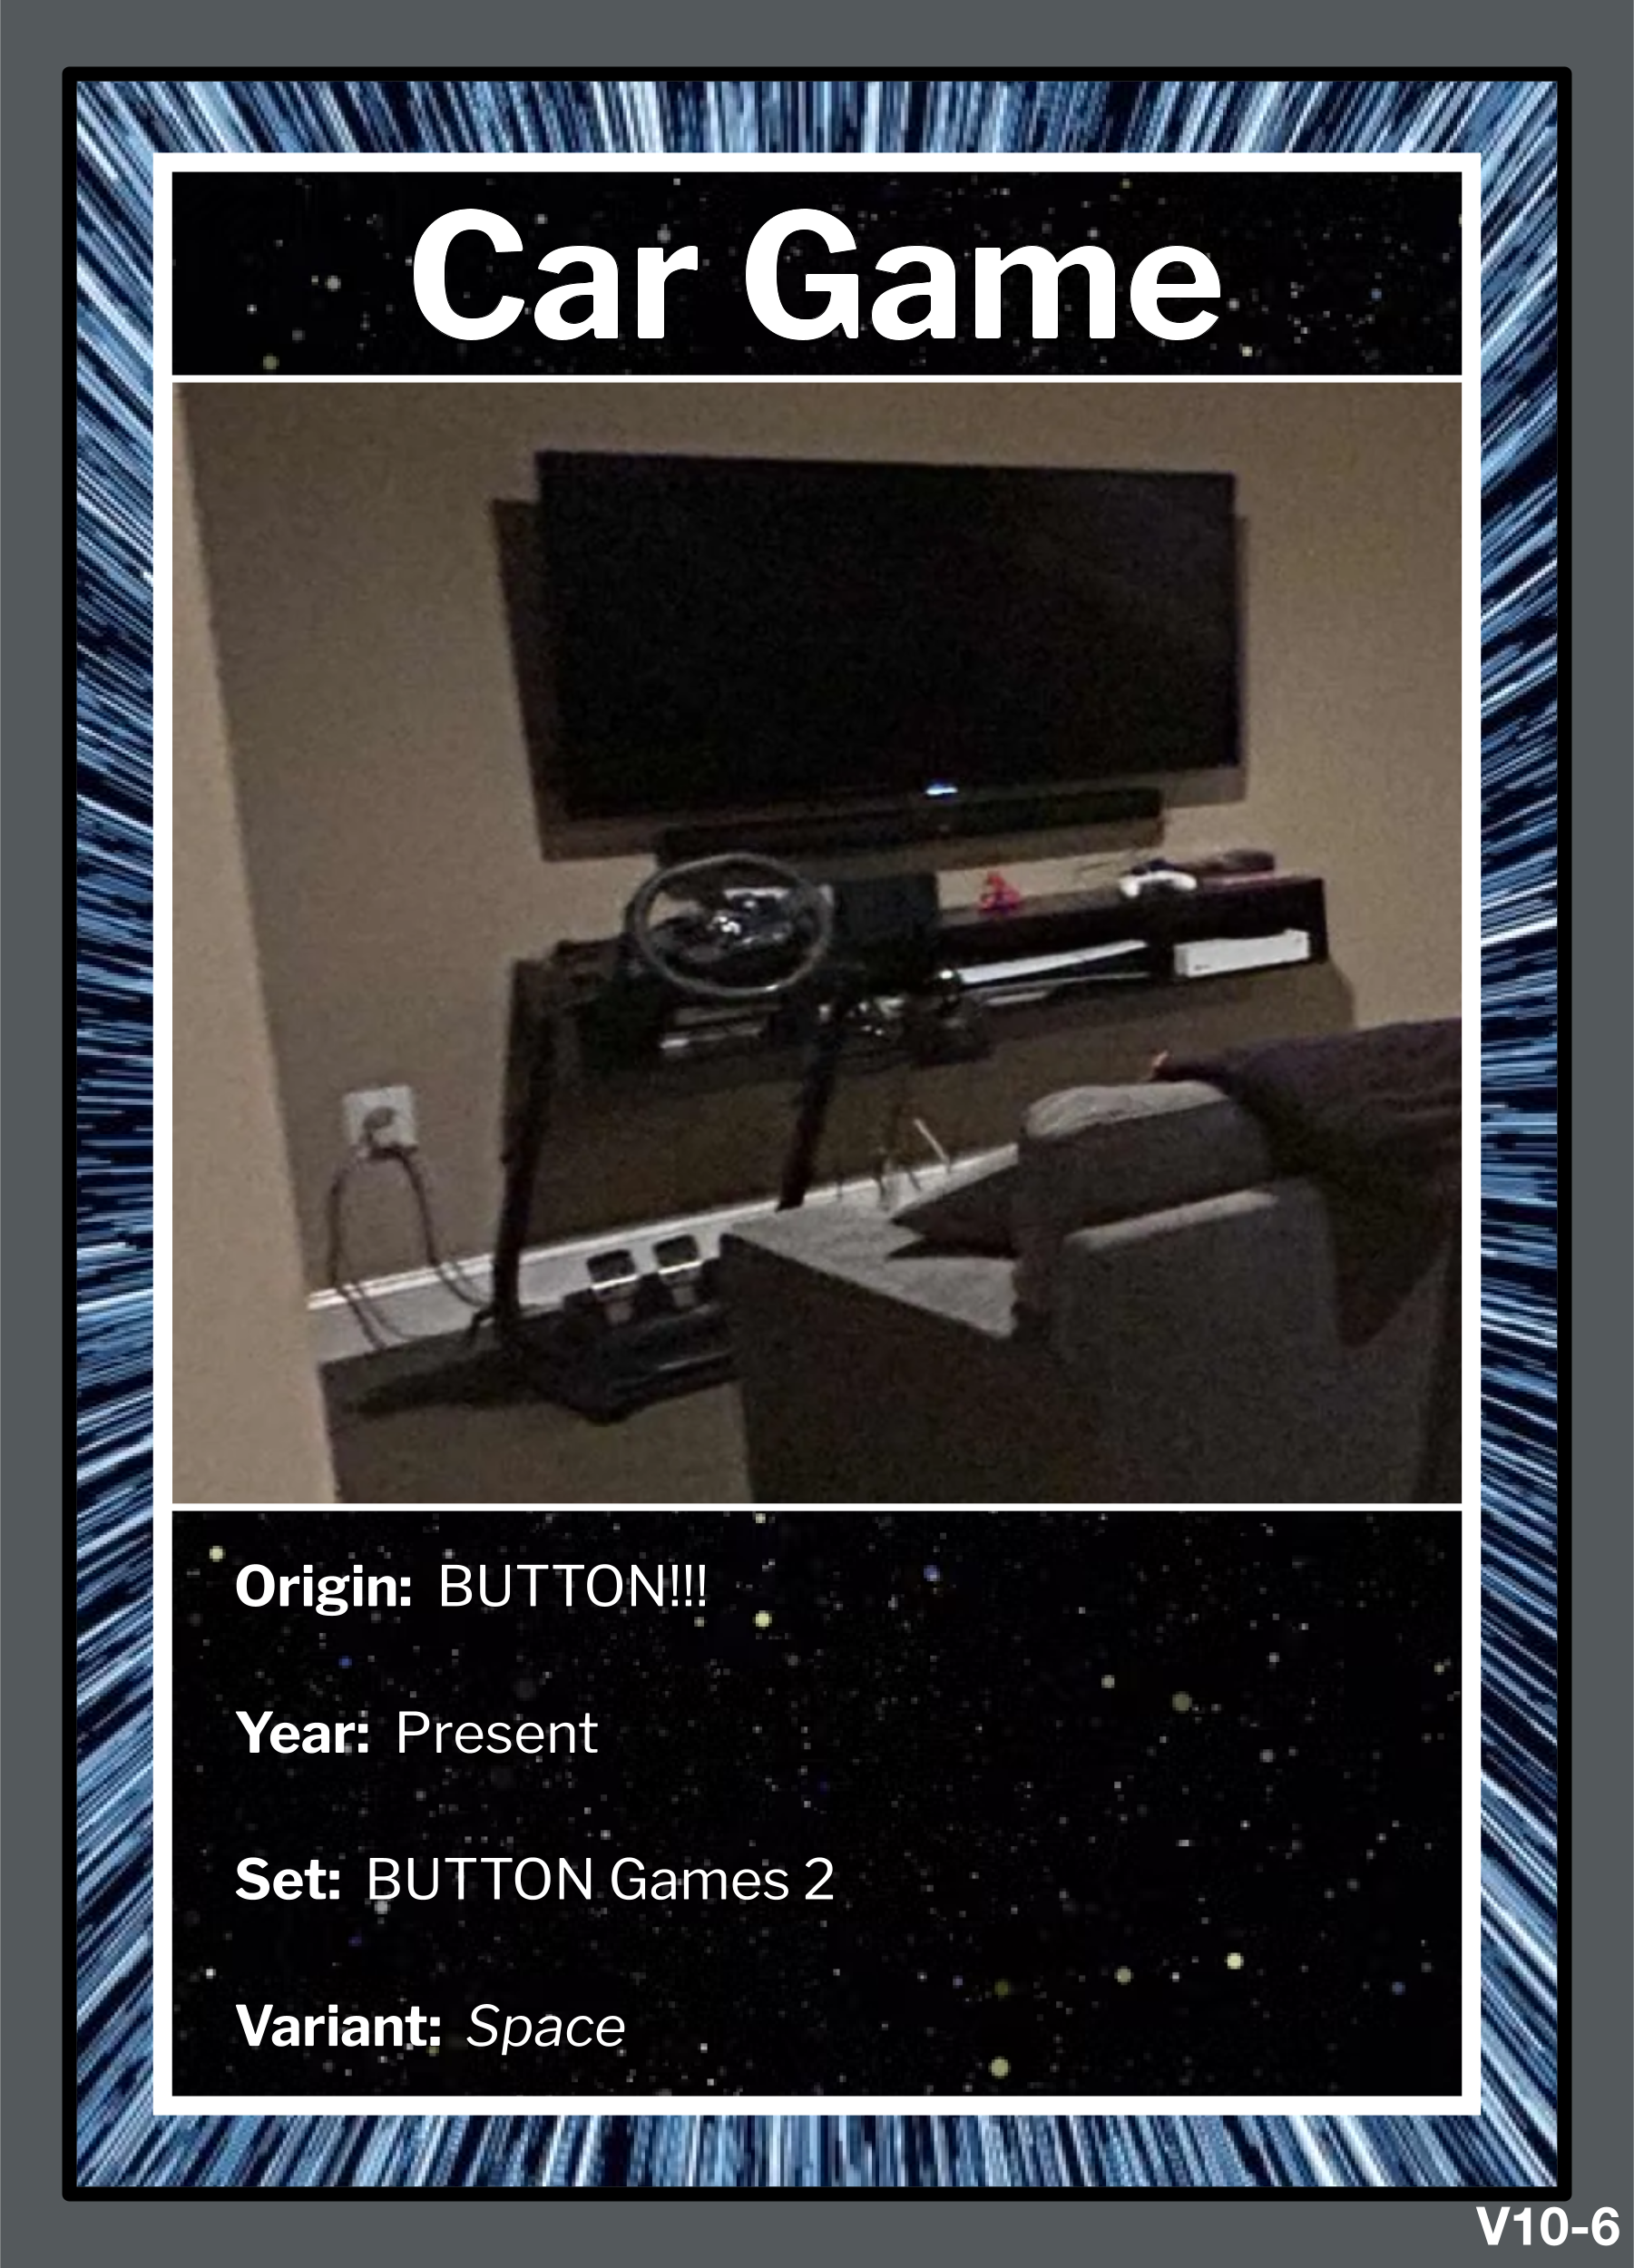 Car Game
Origin: BUTTON!!!
Year: Present
Set: BUTTON Games 2
Variant: Space
V10-6